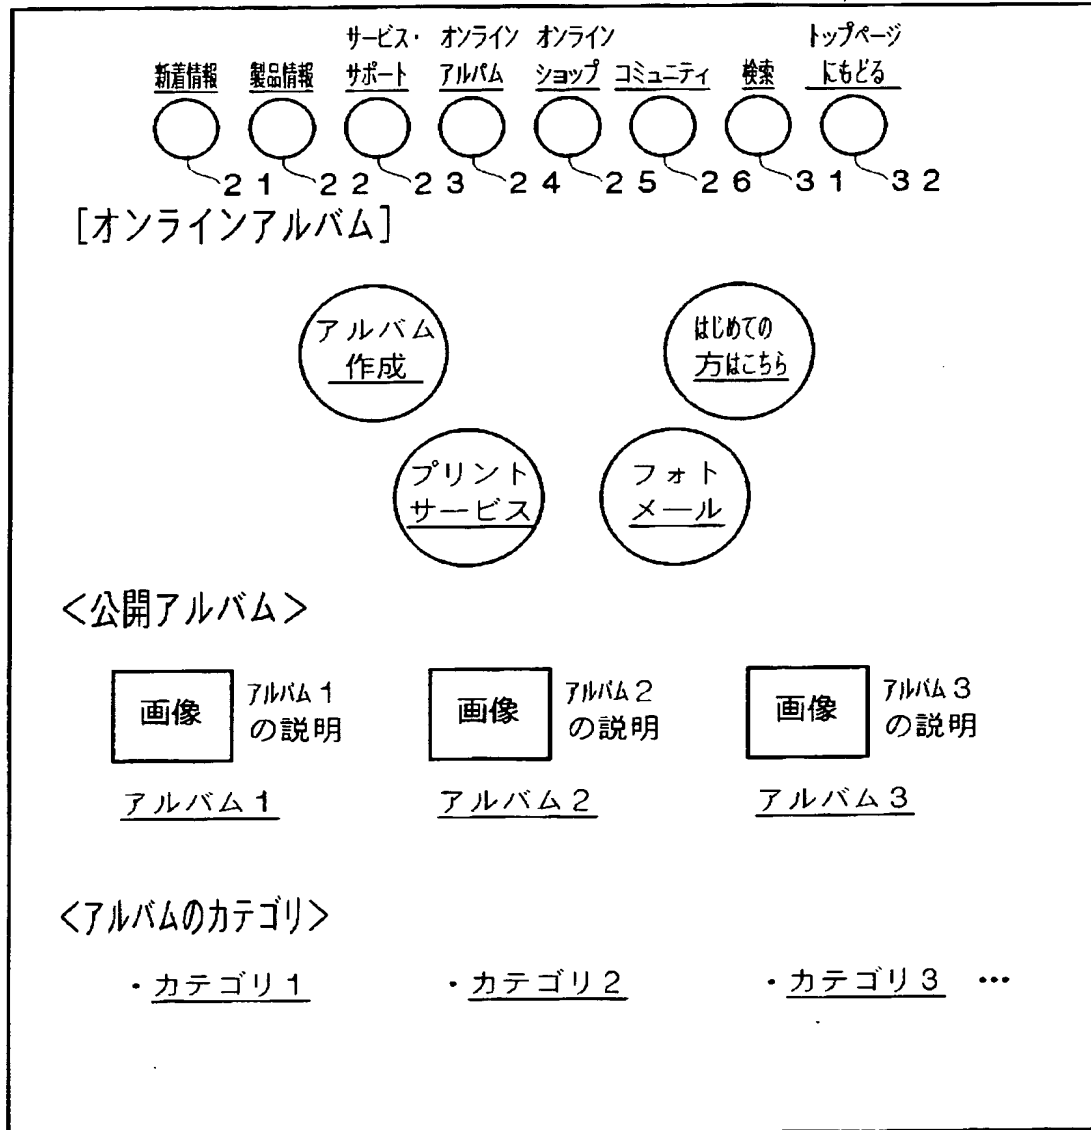 サービス・ オンライン オンライン トップページ
新着情報 製品情報 サポート アルバム ショップ コミュニティ 検索 にもどる
21 22 23 24 25 26 31 32
[オンラインアルバム]
アルバム はじめての
作成 方はこちら
プリント フォト
サービス メール
<公開アルバム>
画像 アルバム1 画像 アルバム2 画像 アルバム3
の説明 の説明 の説明
アルバム1 アルバム2 アルバム3
<アルバムのカテゴリ>
・カテゴリ1 ・カテゴリ2 ・カテゴリ3 …